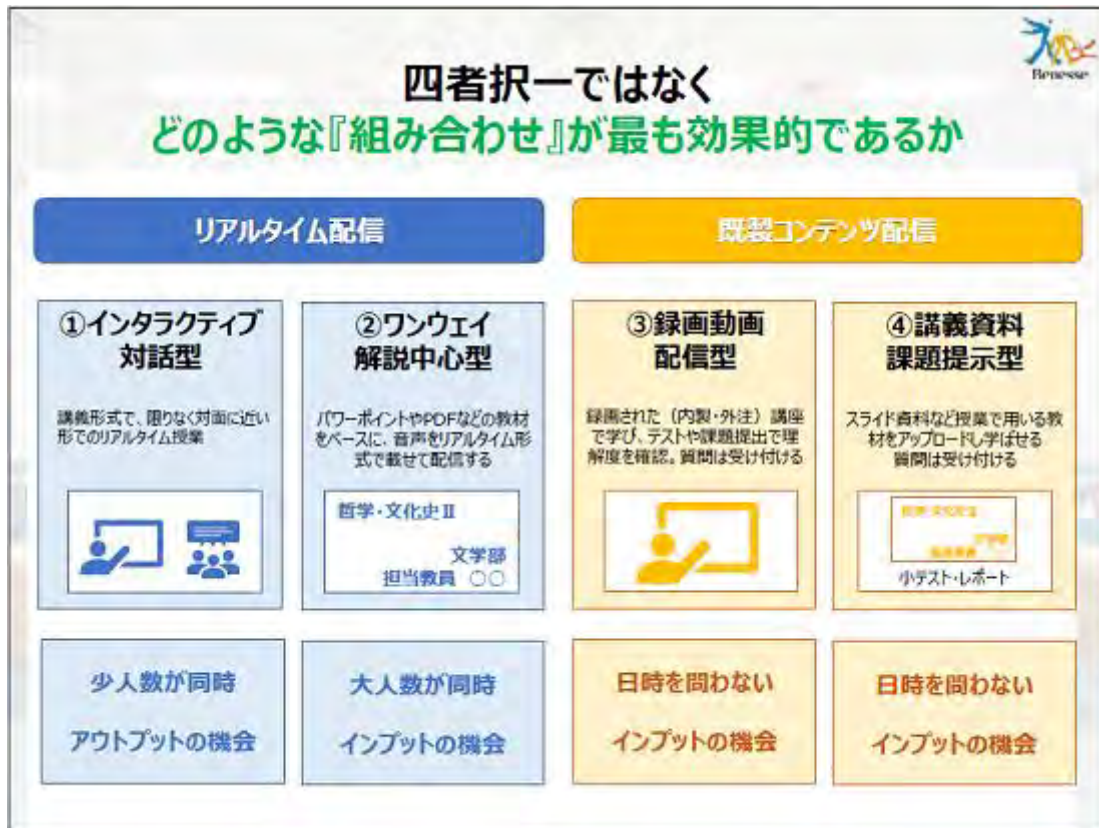 Benesse
四者択一ではなく
どのような『組み合わせ』が最も効果的であるか
リアルタイム配信
既製コンテンツ配信
①インタラクティブ
対話型
講義形式で、限りなく対面に近い
形でのリアルタイム授業
②ワンウェイ
解説中心型
パワーポイントやPDFなどの教材
をベースに、音声をリアルタイム形
式で載せて配信する
哲学・文化史Ⅱ
文学部
担当教員 〇〇
③録画動画
配信型
録画された（内製・外注）講座
で学び、テストや課題提出で理
解度を確認。質問は受け付ける
④講義資料
課題提示型
スライド資料など授業で用いる教
材をアップロードし学ばせる
質問は受け付ける
小テスト・レポート
少人数が同時
アウトプットの機会
大人数が同時
インプットの機会
日時を問わない
インプットの機会
日時を問わない
インプットの機会